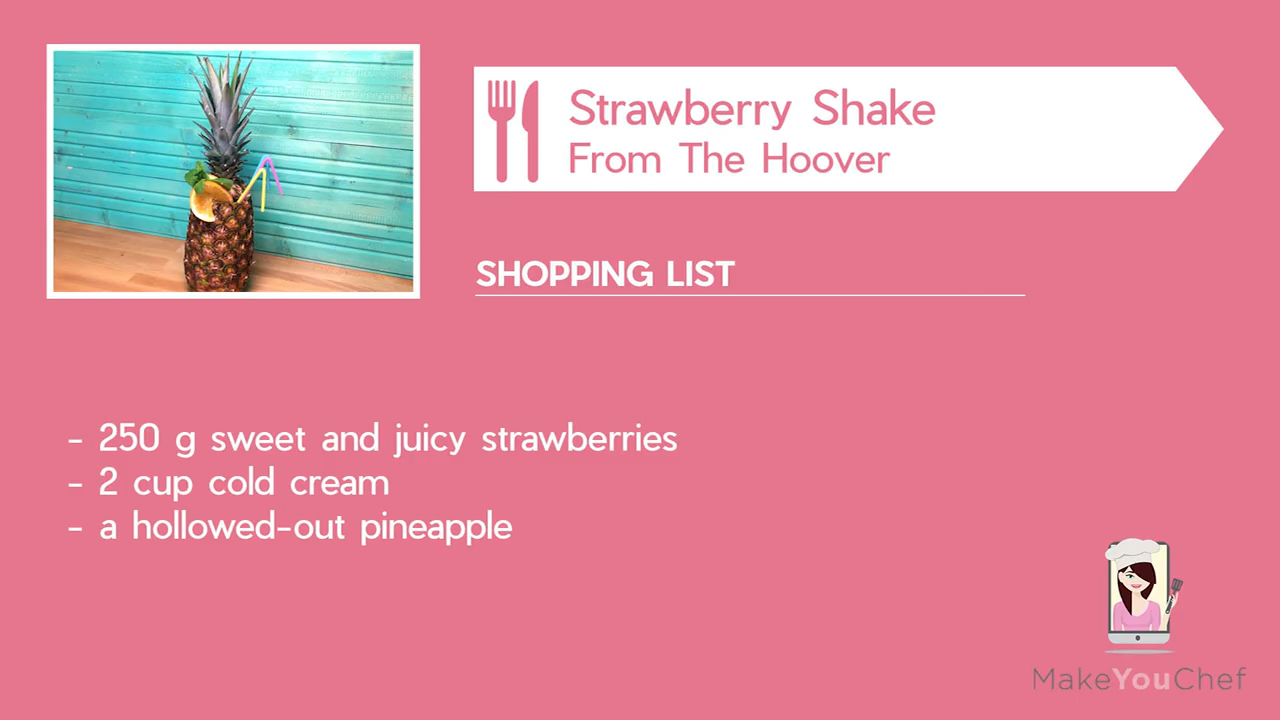 Strawberry Shake
From The Hoover
SHOPPING LIST
- 250 g sweet and juicy strawberries
- 2 cup cold cream
- a hollowed-out pineapple
MakeYouChef